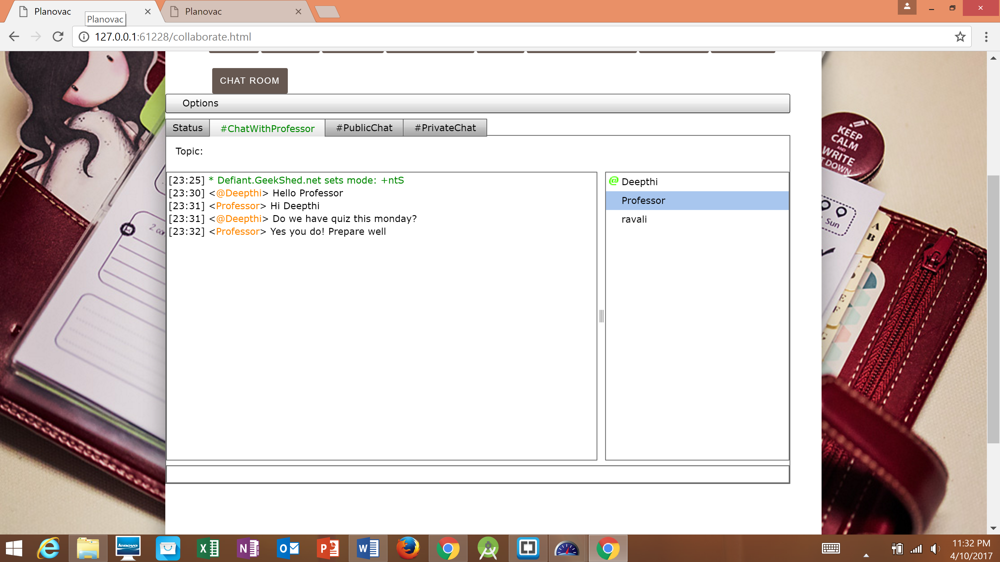 Planovac
Planovac
Planovac
127.0.0.1:61228/collaborate.html
CHAT ROOM
Options
Status #ChatWithProfessor #PublicChat #PrivateChat
Topic:
[23:25] * Defiant.GeekShed.net sets mode: +ntS
[23:30] <@Deepthi> Hello Professor
[23:31] <Professor> Hi Deepthi
[23:31] <@Deepthi> Do we have quiz this monday?
[23:32] <Professor> Yes you do! Prepare well
@ Deepthi
Professor
ravali
KEEP
CALM
AND
WRITE
T DOWN
Sun
A
B
E
F
lenovo
11:32 PM
4/10/2017